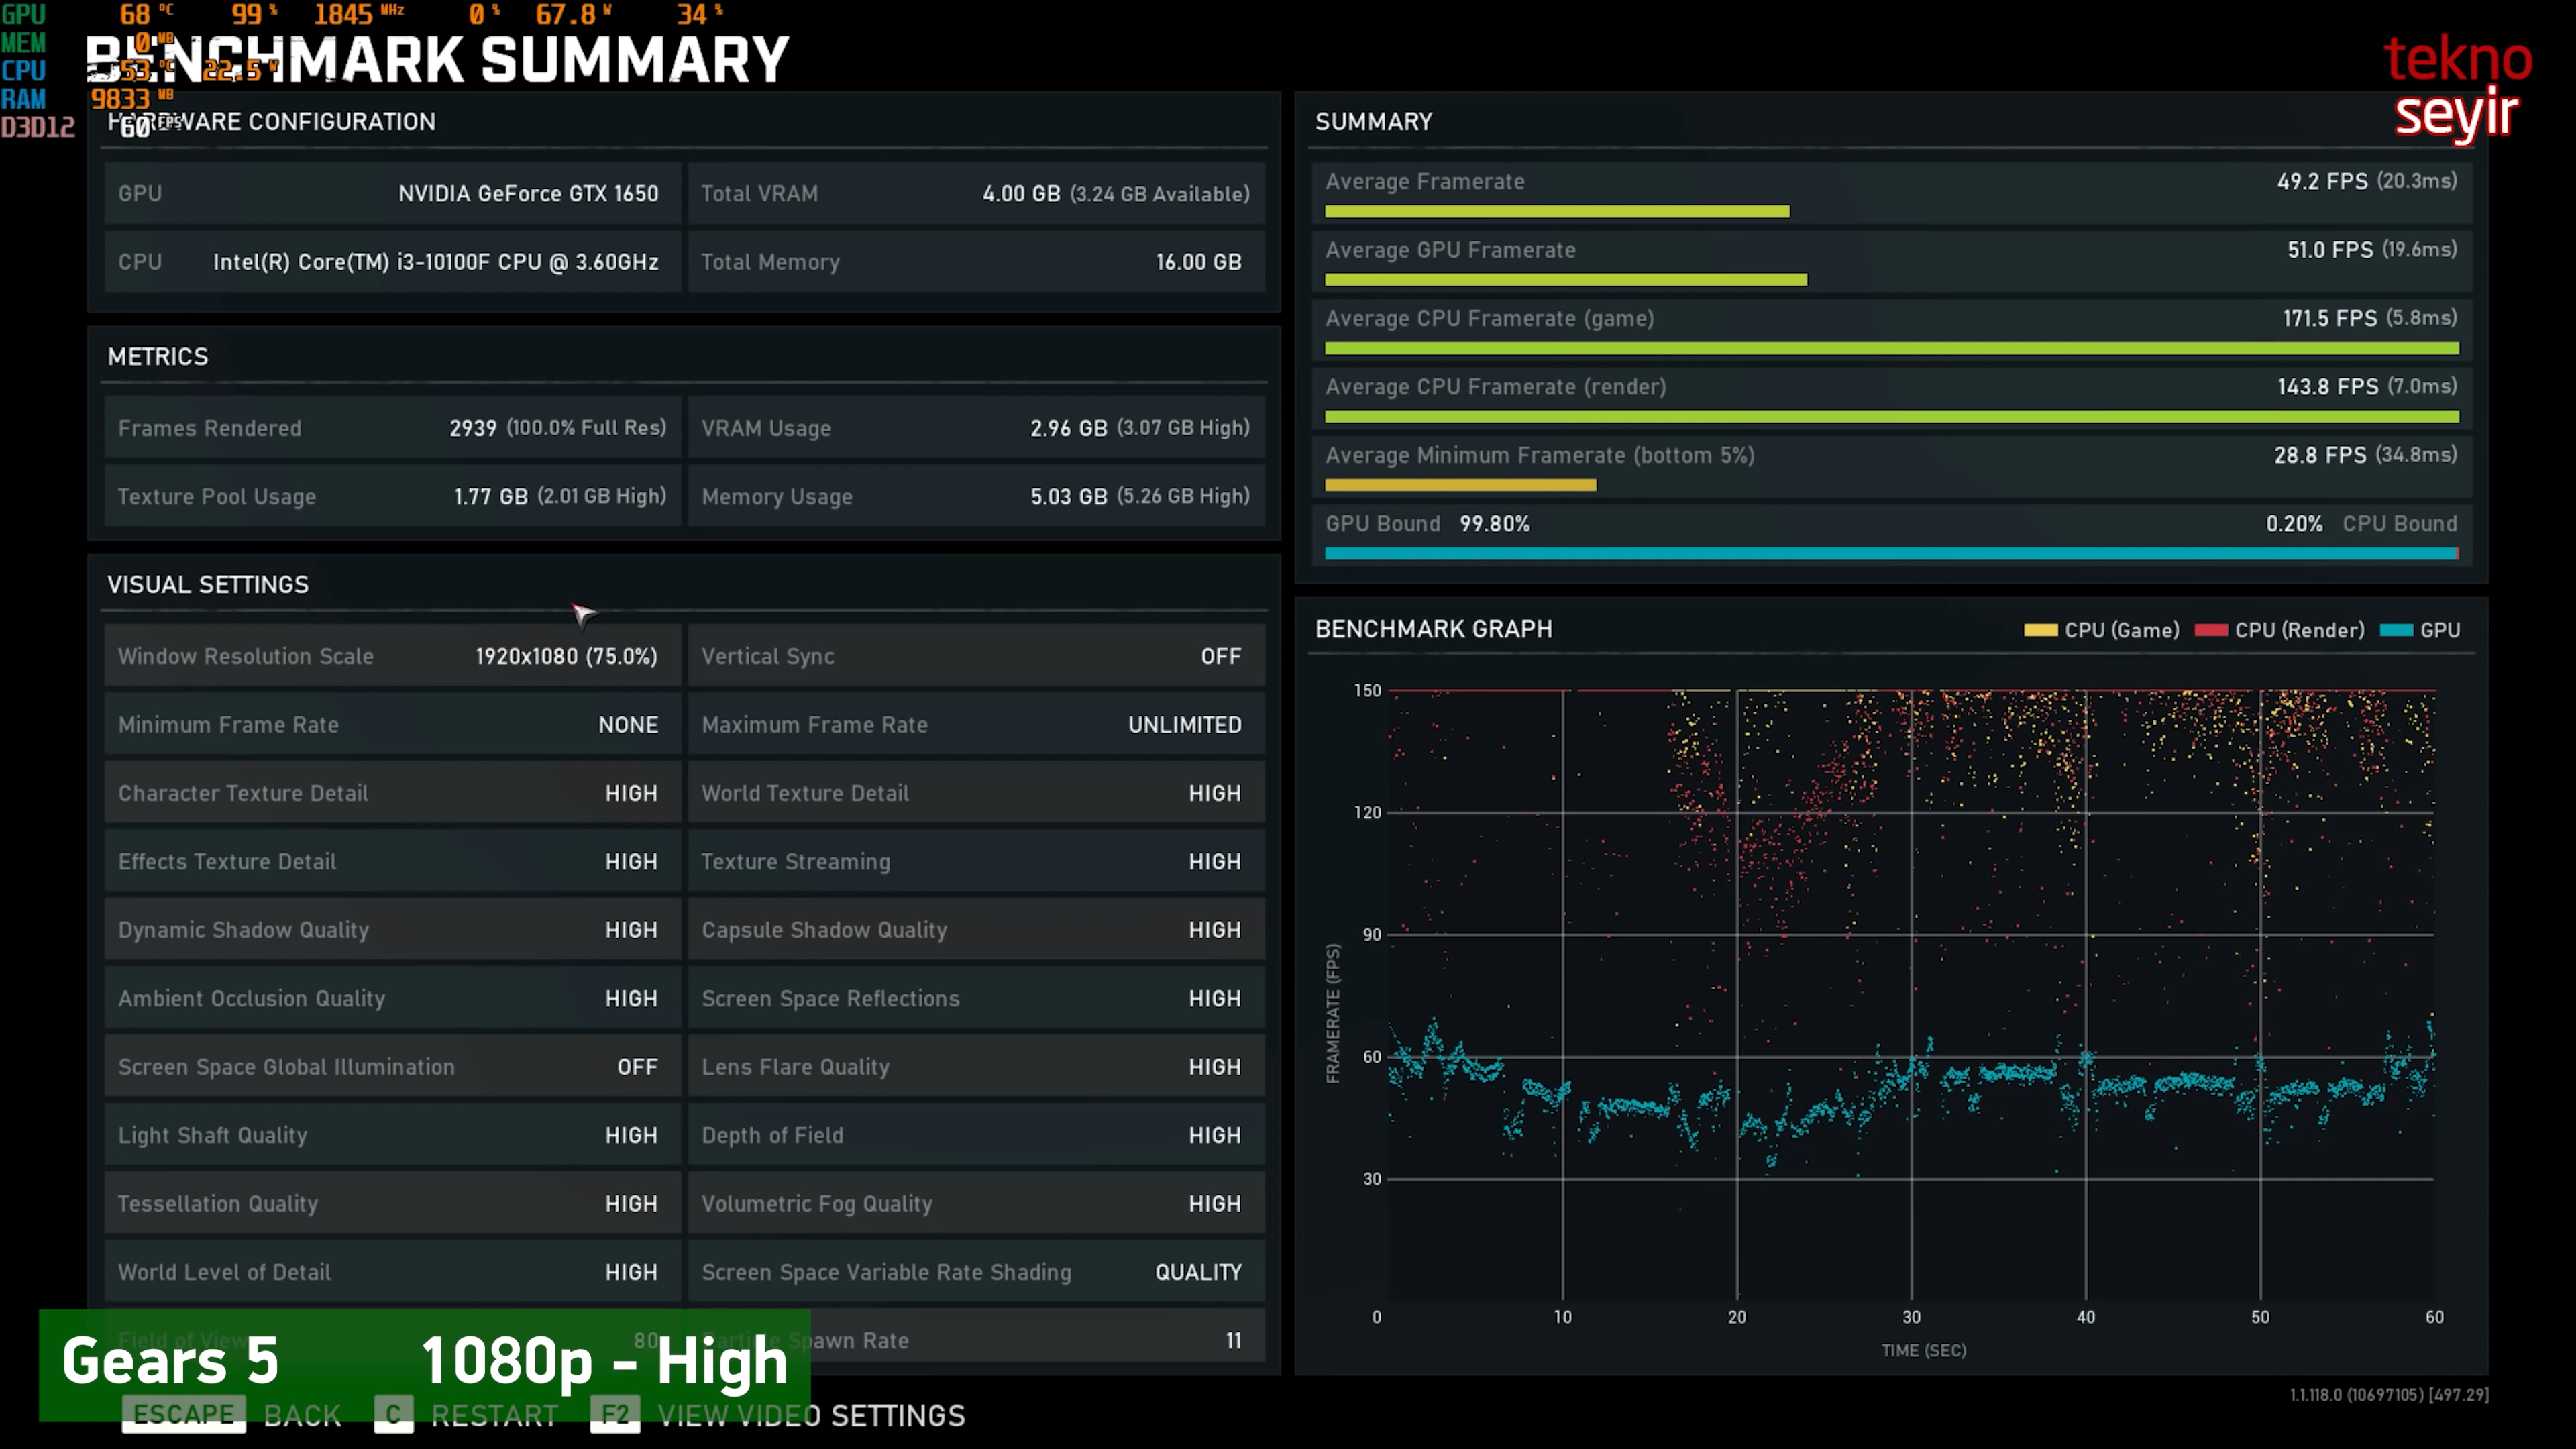 GPU 68 °C 99 % 1845 MHz 0 % 67.8 W 34 %
MEM 0 MB
BENCHMARK SUMMARY
CPU 53 °C 22.5 W
RAM 9833 MB
D3D12 60 FPS
tekno
seyir
HARDWARE CONFIGURATION
GPU NVIDIA GeForce GTX 1650
Total VRAM 4.00 GB (3.24 GB Available)
CPU Intel(R) Core(TM) i3-10100F CPU @ 3.60GHz
Total Memory 16.00 GB
METRICS
Frames Rendered 2939 (100.0% Full Res)
VRAM Usage 2.96 GB (3.07 GB High)
Texture Pool Usage 1.77 GB (2.01 GB High)
Memory Usage 5.03 GB (5.26 GB High)
VISUAL SETTINGS
Window Resolution Scale 1920x1080 (75.0%)
Vertical Sync OFF
Minimum Frame Rate NONE
Maximum Frame Rate UNLIMITED
Character Texture Detail HIGH
World Texture Detail HIGH
Effects Texture Detail HIGH
Texture Streaming HIGH
Dynamic Shadow Quality HIGH
Capsule Shadow Quality HIGH
Ambient Occlusion Quality HIGH
Screen Space Reflections HIGH
Screen Space Global Illumination OFF
Lens Flare Quality HIGH
Light Shaft Quality HIGH
Depth of Field HIGH
Tessellation Quality HIGH
Volumetric Fog Quality HIGH
World Level of Detail HIGH
Screen Space Variable Rate Shading QUALITY
Field of View 80
Particle Spawn Rate 11
Gears 5 1080p - High
ESCAPE BACK C RESTART F2 VIEW VIDEO SETTINGS
SUMMARY
Average Framerate 49.2 FPS (20.3ms)
Average GPU Framerate 51.0 FPS (19.6ms)
Average CPU Framerate (game) 171.5 FPS (5.8ms)
Average CPU Framerate (render) 143.8 FPS (7.0ms)
Average Minimum Framerate (bottom 5%) 28.8 FPS (34.8ms)
GPU Bound 99.80% 0.20% CPU Bound
BENCHMARK GRAPH CPU (Game) CPU (Render) GPU
150
120
90
60
30
FRAMERATE (FPS)
0 10 20 30 40 50 60
TIME (SEC)
1.1.118.0 (10697105) [497.29]